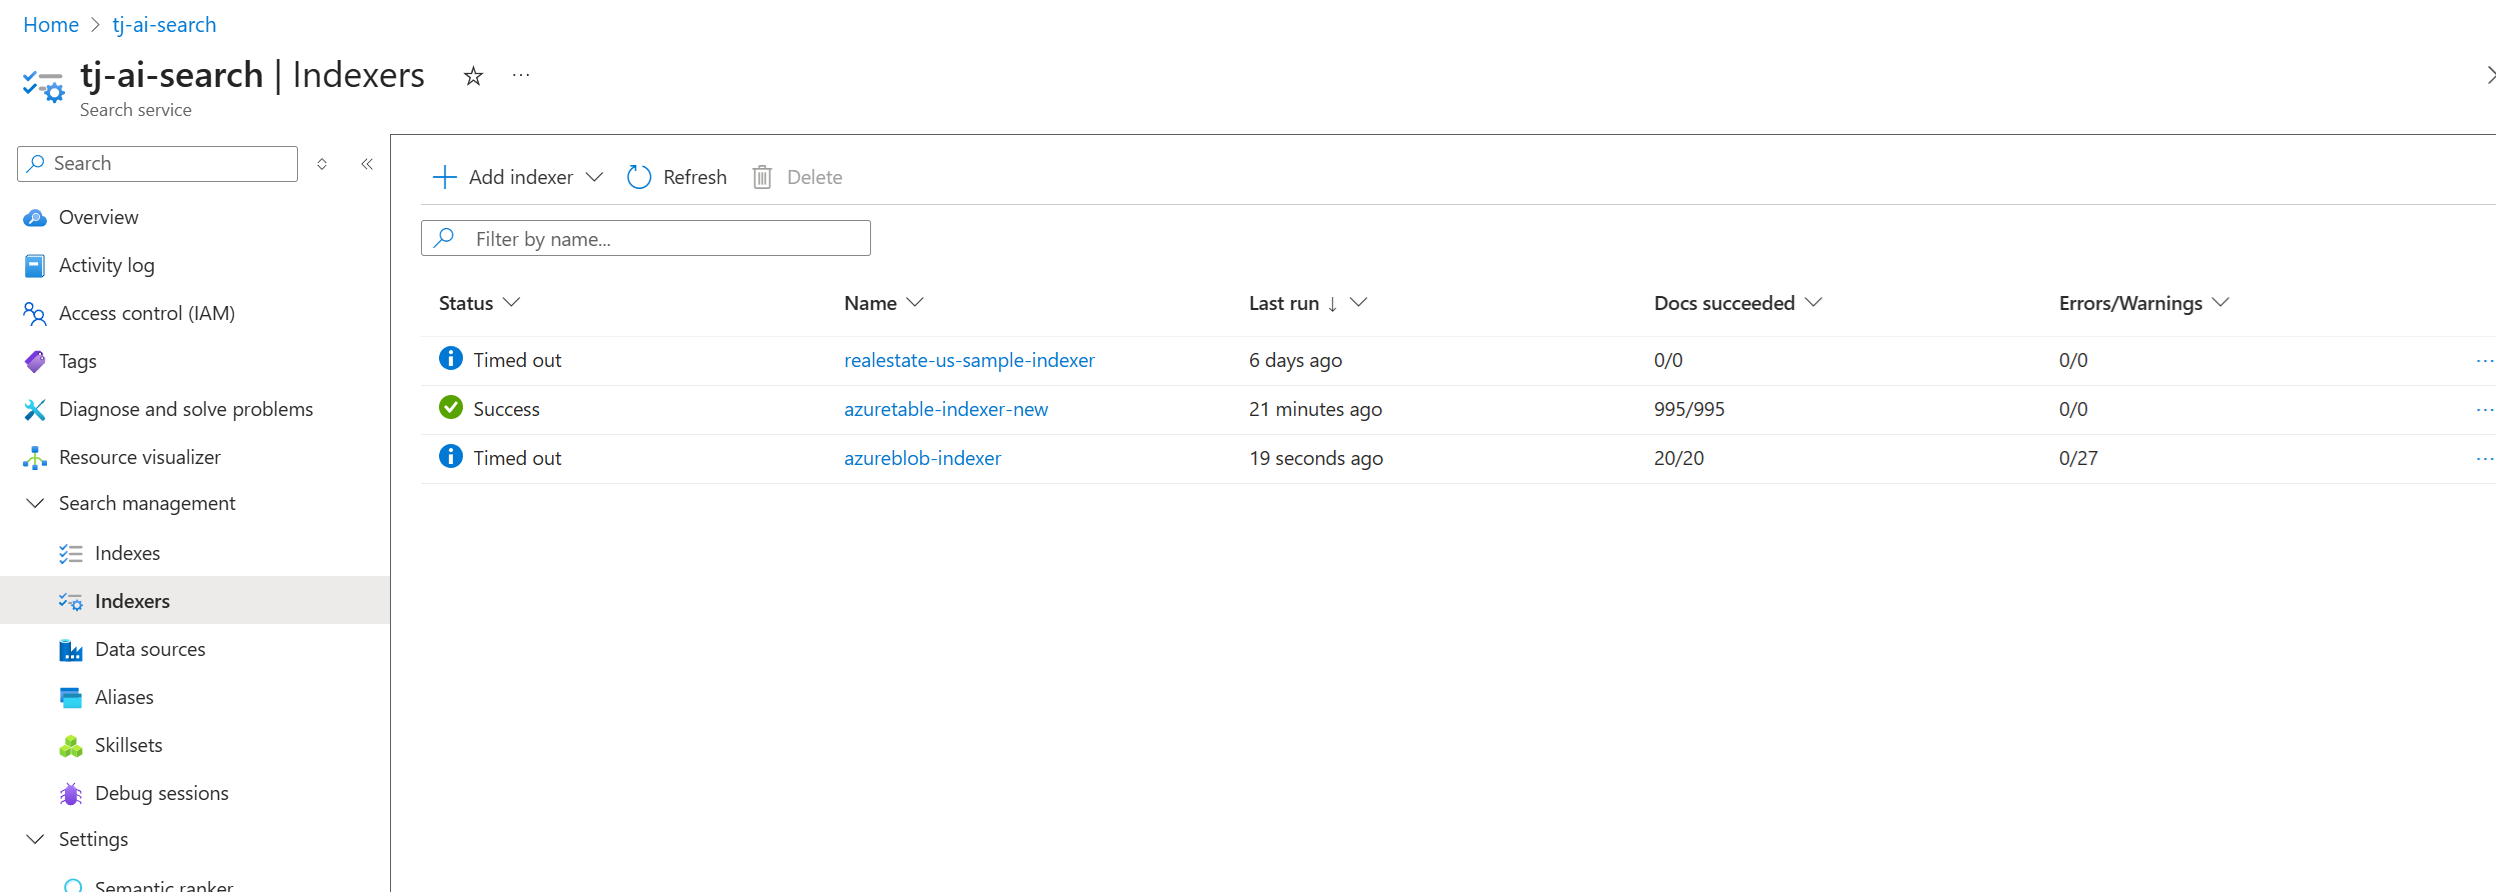 Home > tj-ai-search
tj-ai-search | Indexers
Search service
Search
Overview
Activity log
Access control (IAM)
Tags
Diagnose and solve problems
Resource visualizer
Search management
Indexes
Indexers
Data sources
Aliases
Skillsets
Debug sessions
Settings
Semantic ranker
Add indexer Refresh Delete
Filter by name...
Status Name Last run ↓ Docs succeeded Errors/Warnings
Timed out realestate-us-sample-indexer 6 days ago 0/0 0/0
Success azuretable-indexer-new 21 minutes ago 995/995 0/0
Timed out azureblob-indexer 19 seconds ago 20/20 0/27